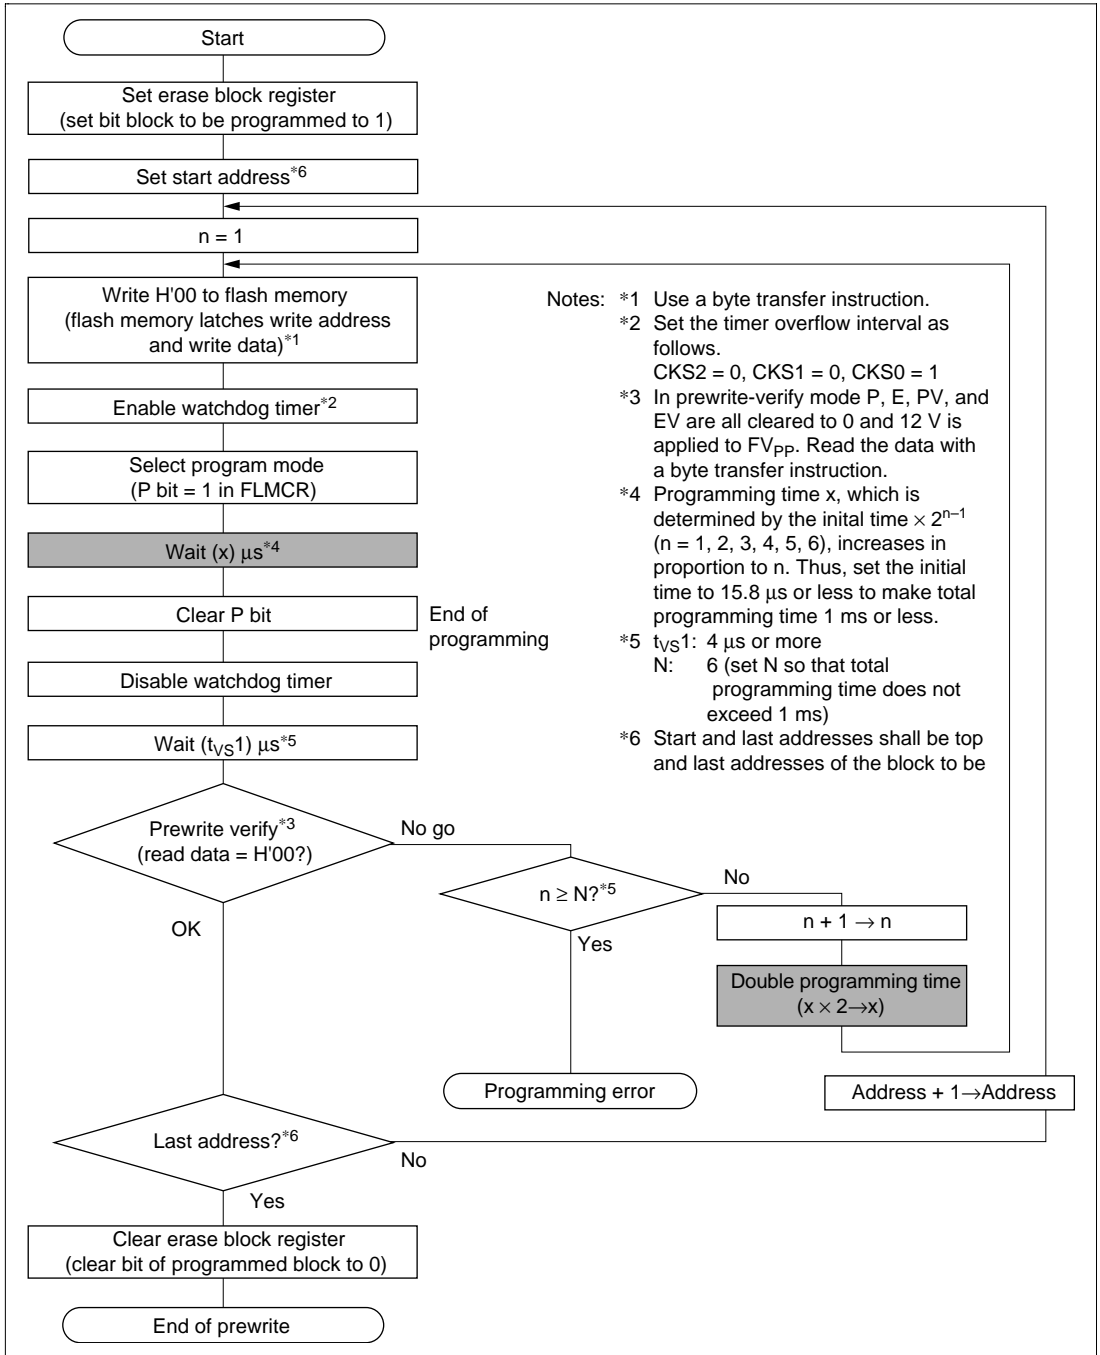 Start
Set erase block register
(set bit block to be programmed to 1)
Set start address*6
n = 1
Write H'00 to flash memory
(flash memory latches write address
and write data)*1
Enable watchdog timer*2
Select program mode
(P bit = 1 in FLMCR)
Wait (x) μs*4
Clear P bit
End of
programming
Disable watchdog timer
Wait (tVS1) μs*5
Notes: *1 Use a byte transfer instruction.
*2 Set the timer overflow interval as
follows.
CKS2 = 0, CKS1 = 0, CKS0 = 1
*3 In prewrite-verify mode P, E, PV, and
EV are all cleared to 0 and 12 V is
applied to FVPP. Read the data with
a byte transfer instruction.
*4 Programming time x, which is
determined by the inital time × 2n–1
(n = 1, 2, 3, 4, 5, 6), increases in
proportion to n. Thus, set the initial
time to 15.8 μs or less to make total
programming time 1 ms or less.
*5 tVS1: 4 μs or more
N: 6 (set N so that total
programming time does not
exceed 1 ms)
*6 Start and last addresses shall be top
and last addresses of the block to be
Prewrite verify*3
(read data = H'00?)
No go
OK
n ≥ N?*5
No
Yes
n + 1 → n
Double programming time
(x × 2→x)
Programming error
Address + 1→Address
Last address?*6
No
Yes
Clear erase block register
(clear bit of programmed block to 0)
End of prewrite